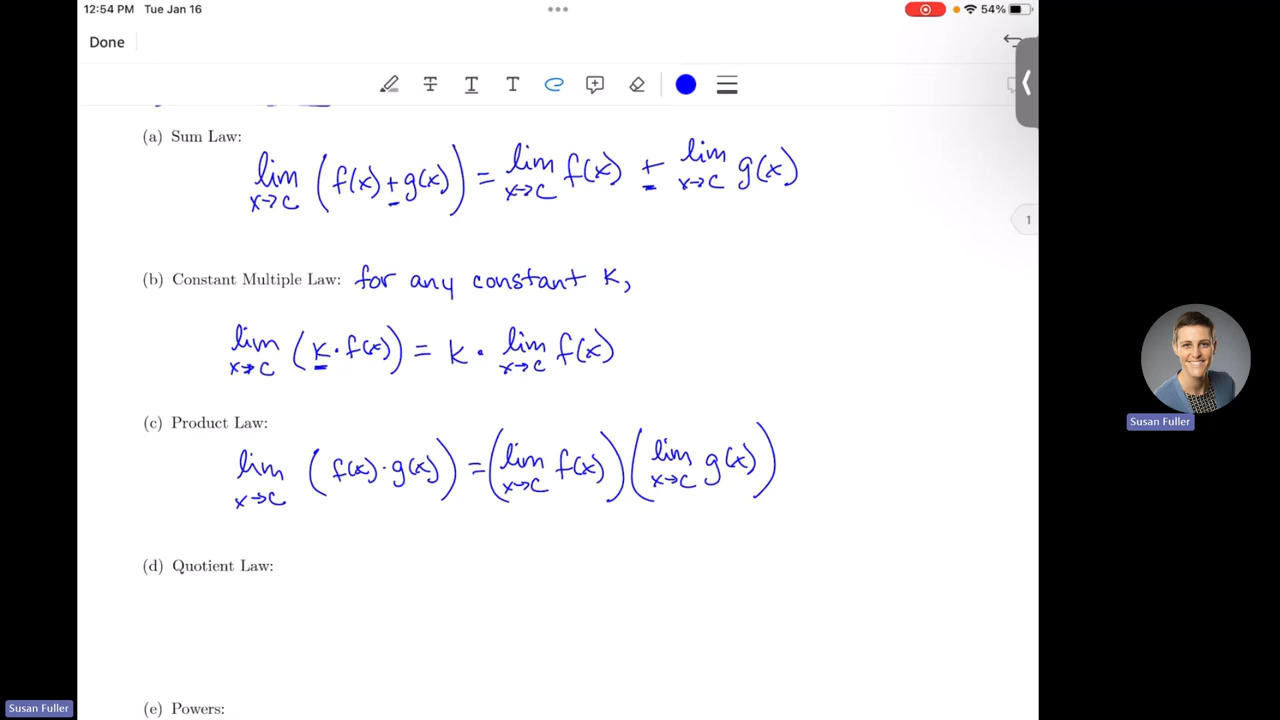 12:54 PM Tue Jan 16
54%
Done
(a) Sum Law:
lim x→c (f(x) + g(x)) = lim x→c f(x) + lim x→c g(x)
1
(b) Constant Multiple Law: for any constant k,
lim x→c (k · f(x)) = k · lim x→c f(x)
(c) Product Law:
lim x→c (f(x) · g(x)) = (lim x→c f(x)) (lim x→c g(x))
(d) Quotient Law:
(e) Powers:
Susan Fuller
Susan Fuller